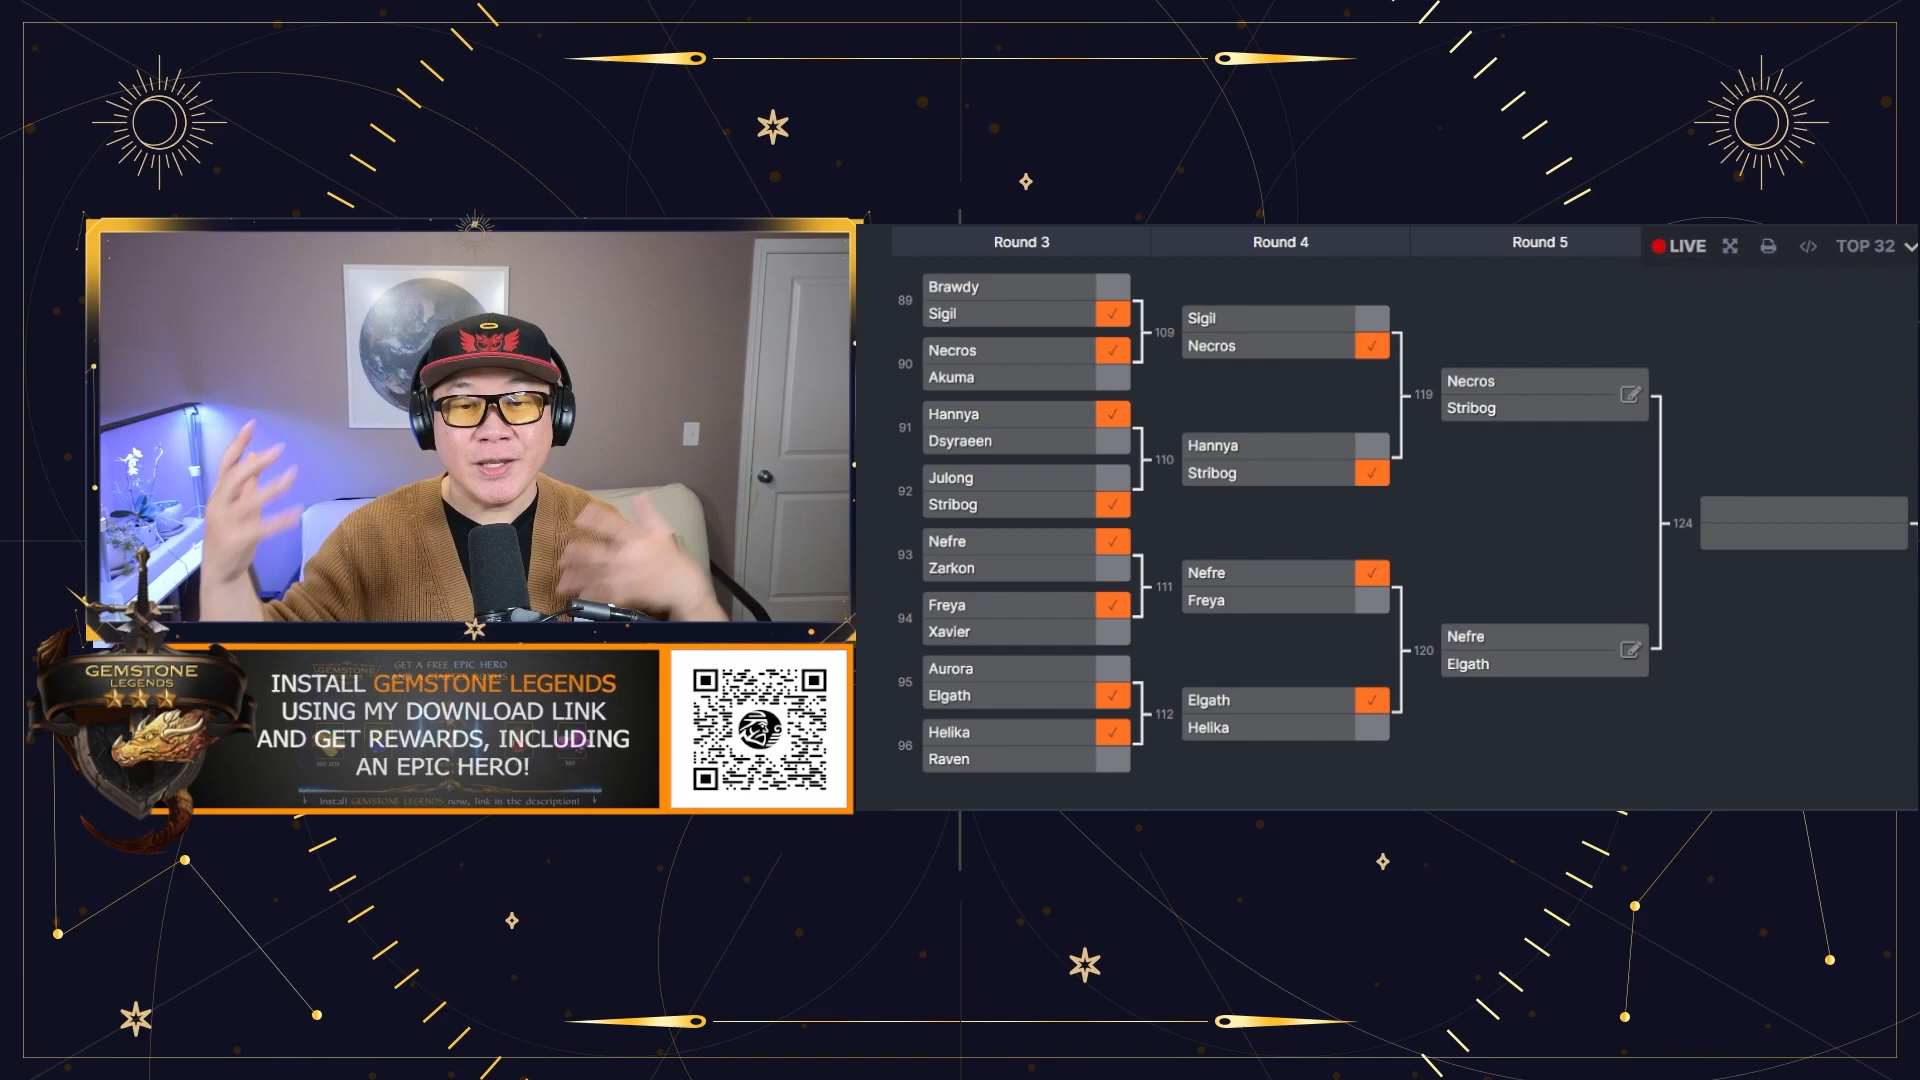 Round 3
Round 4
Round 5
LIVE
TOP 32
89
Brawdy
Sigil
90
Necros
Akuma
91
Hannya
Dsyraeen
92
Julong
Stribog
93
Nefre
Zarkon
94
Freya
Xavier
95
Aurora
Elgath
96
Helika
Raven
109
Sigil
Necros
110
Hannya
Stribog
111
Nefre
Freya
112
Elgath
Helika
119
Necros
Stribog
120
Nefre
Elgath
124
GEMSTONE
LEGENDS
GET A FREE EPIC HERO
INSTALL GEMSTONE LEGENDS
USING MY DOWNLOAD LINK
AND GET REWARDS, INCLUDING
AN EPIC HERO!
Install GEMSTONE LEGENDS now, link in the description!